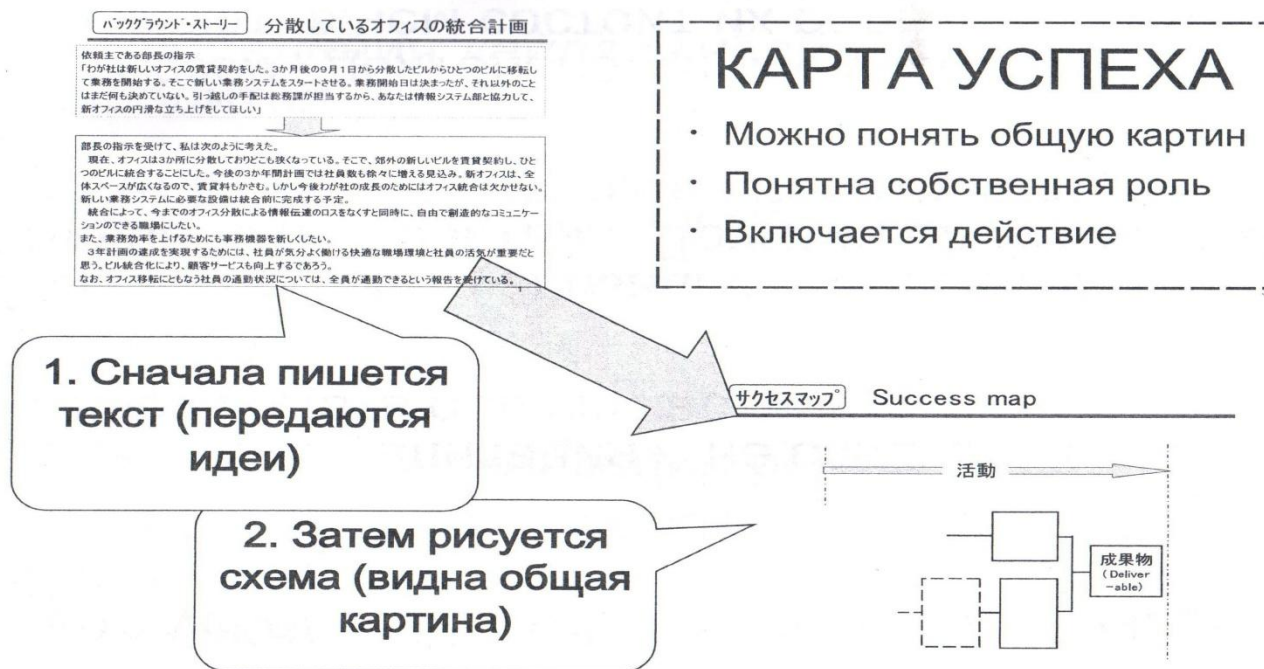 バックグラウンド・ストーリー 分散しているオフィスの統合計画
依頼主である部長の指示
「わが社は新しいオフィスの賃貸契約をした。3か月後の9月1日から分散したビルからひとつのビルに移転し
て業務を開始する。そこで新しい業務システムをスタートさせる。業務開始日は決まったが、それ以外のこと
はまだ何も決めていない。引っ越しの手配は総務課が担当するから、あなたは情報システム部と協力して、
新オフィスの円滑な立ち上げをしてほしい」
部長の指示を受けて、私は次のように考えた。
現在、オフィスは3か所に分散しておりどこも狭くなっている。そこで、郊外の新しいビルを賃貸契約し、ひと
つのビルに統合することにした。今後の3か年間計画では社員数も徐々に増える見込み。新オフィスは、全
体スペースが広くなるので、賃貸料もかさむ。しかし今後わが社の成長のためにはオフィス統合は欠かせない。
新しい業務システムに必要な設備は統合前に完成する予定。
統合によって、今までのオフィス分散による情報伝達のロスをなくすと同時に、自由で創造的なコミュニケー
ションのできる職場にしたい。
また、業務効率を上げるためにも事務機器を新しくしたい。
3年計画の達成を実現するためには、社員が気分よく働ける快適な職場環境と社員の活気が重要だと
思う。ビル統合化により、顧客サービスも向上するであろう。
なお、オフィス移転にともなう社員の通勤状況については、全員が通勤できるという報告を受けている。
КАРТА УСПЕХА
· Можно понять общую картин
· Понятна собственная роль
· Включается действие
1. Сначала пишется
текст (передаются
идеи)
2. Затем рисуется
схема (видна общая
картина)
サクセスマップ Success map
活動
成果物
(Deliver
-able)